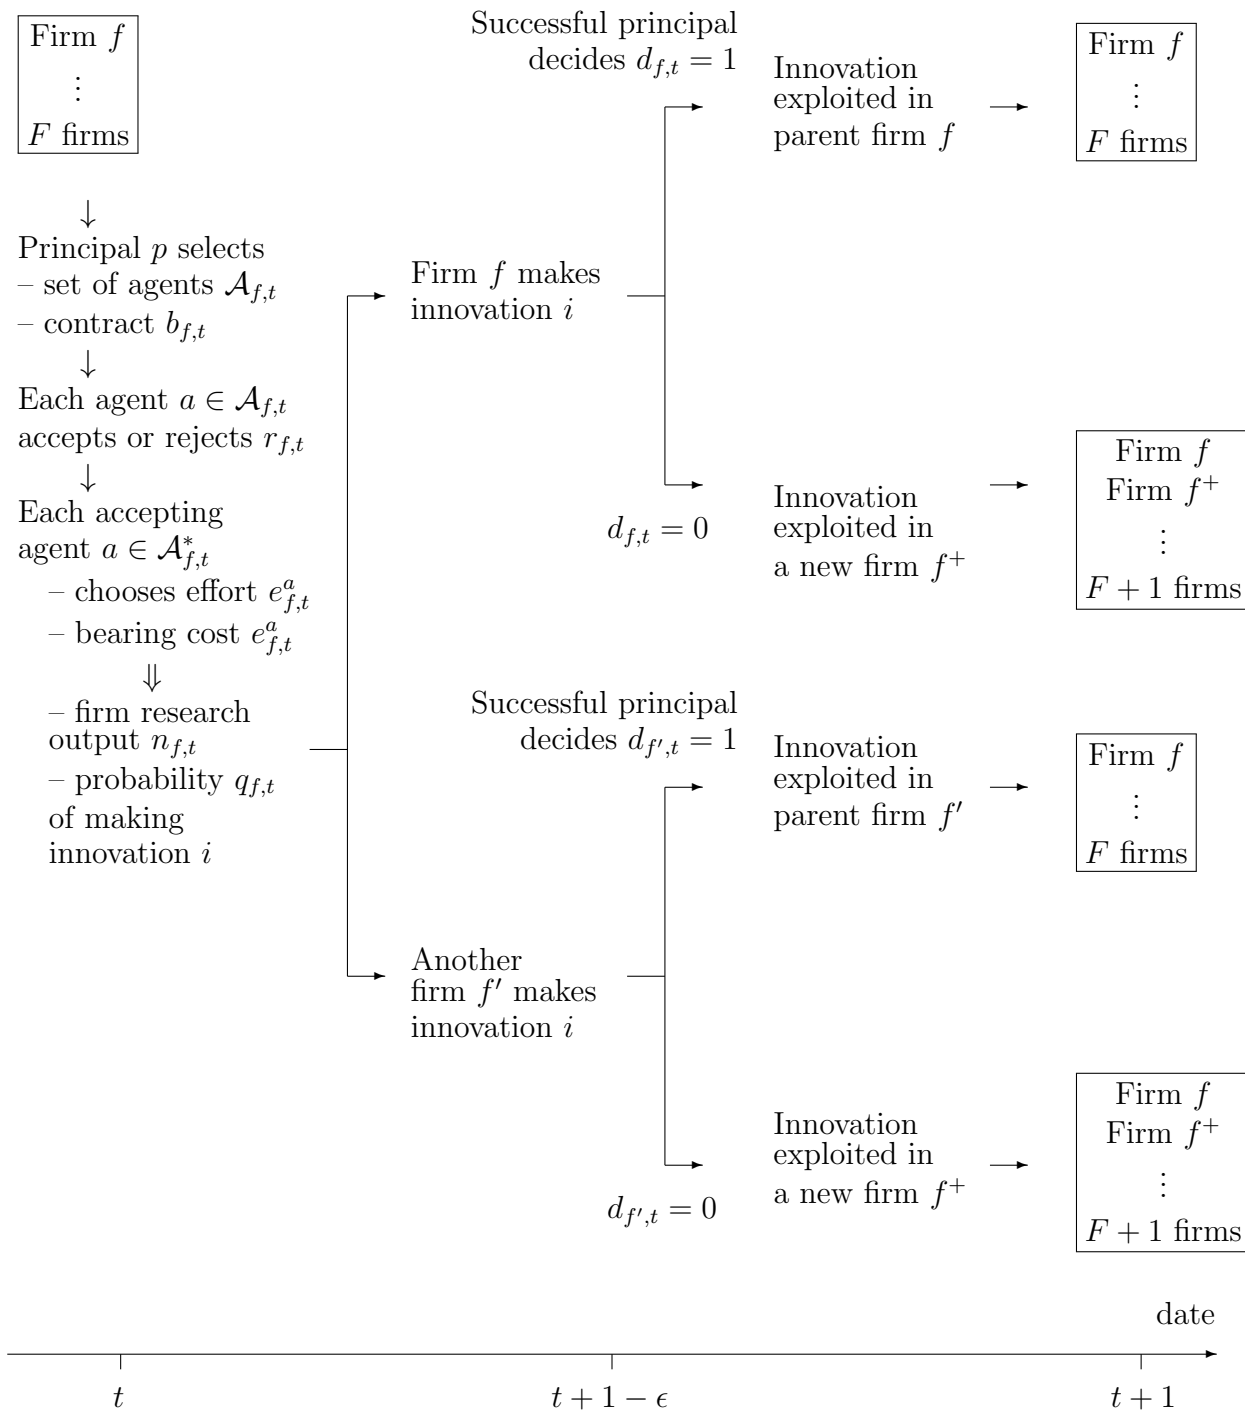 Firm f
⋮
F firms
↓
Principal p selects
– set of agents 𝒜_{f,t}
– contract b_{f,t}
↓
Each agent a ∈ 𝒜_{f,t}
accepts or rejects r_{f,t}
↓
Each accepting
agent a ∈ 𝒜^*_{f,t}
– chooses effort e^a_{f,t}
– bearing cost e^a_{f,t}
⇓
– firm research
output n_{f,t}
– probability q_{f,t}
of making
innovation i
Firm f makes
innovation i
Successful principal
decides d_{f,t} = 1
Innovation
exploited in
parent firm f
Firm f
⋮
F firms
d_{f,t} = 0
Innovation
exploited in
a new firm f^+
Firm f
Firm f^+
⋮
F + 1 firms
Another
firm f′ makes
innovation i
Successful principal
decides d_{f′,t} = 1
Innovation
exploited in
parent firm f′
Firm f
⋮
F firms
d_{f′,t} = 0
Innovation
exploited in
a new firm f^+
Firm f
Firm f^+
⋮
F + 1 firms
date
t
t + 1 − ϵ
t + 1